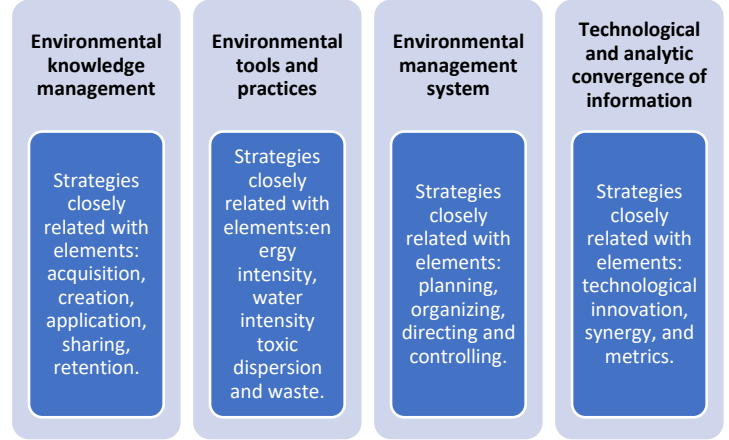 Environmental
knowledge
management
Strategies
closely
related with
elements:
acquisition,
creation,
application,
sharing,
retention.
Environmental
tools and
practices
Strategies
closely
related with
elements:en
ergy
intensity,
water
intensity
toxic
dispersion
and waste.
Environmental
management
system
Strategies
closely
related with
elements:
planning,
organizing,
directing and
controlling.
Technological
and analytic
convergence of
information
Strategies
closely
related with
elements:
technological
innovation,
synergy, and
metrics.